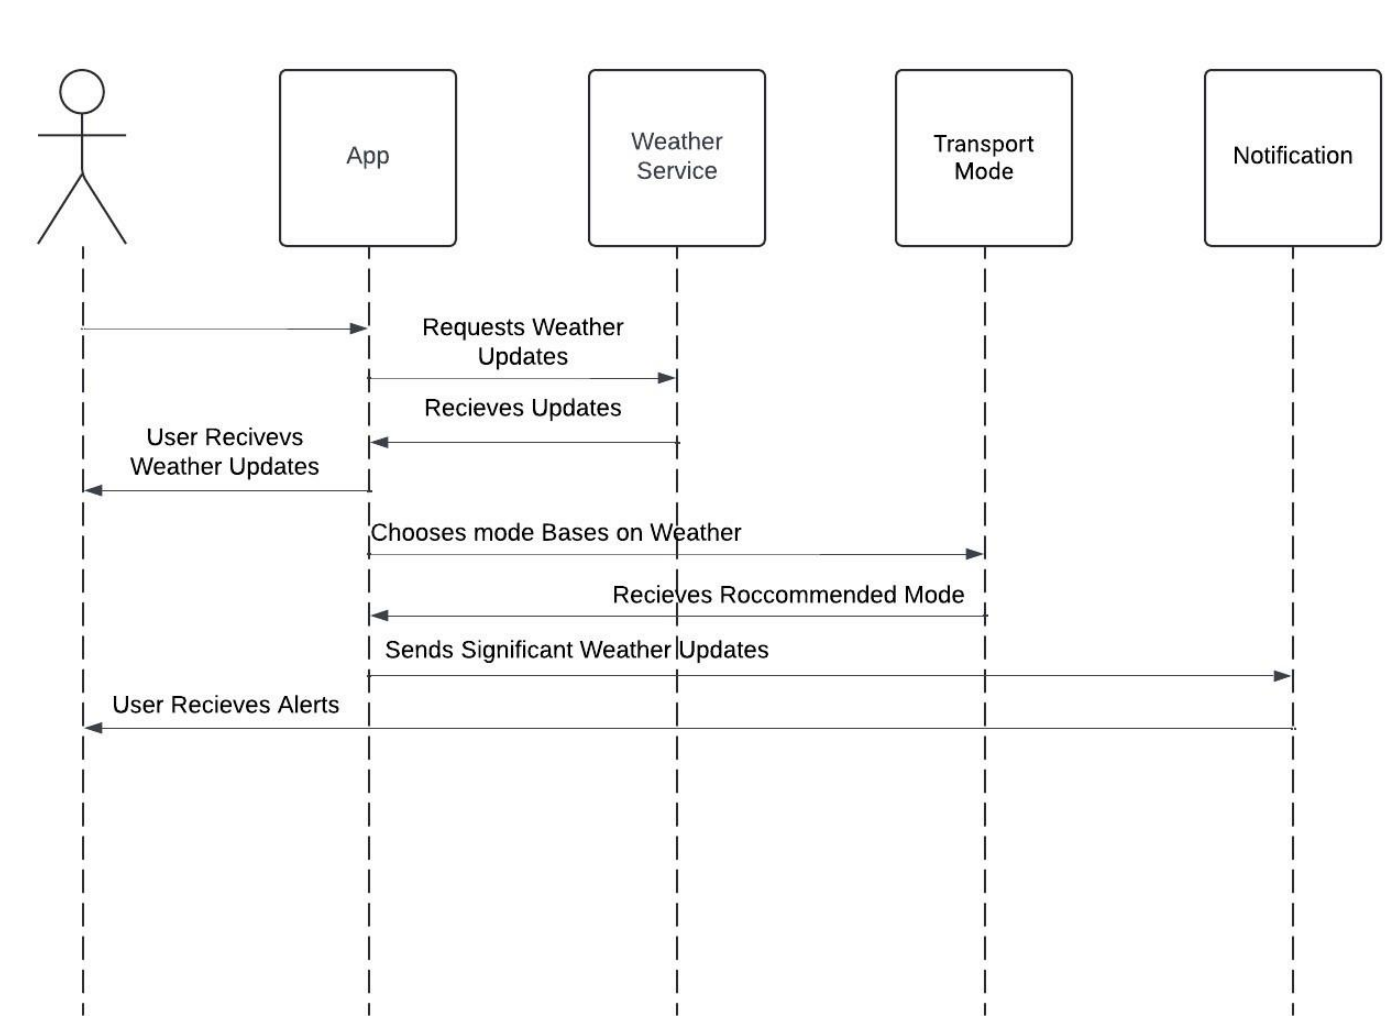 App
Weather
Service
Transport
Mode
Notification
Requests Weather
Updates
Recieves Updates
User Recivevs
Weather Updates
Chooses mode Bases on Weather
Recieves Roccommended Mode
Sends Significant Weather Updates
User Recieves Alerts